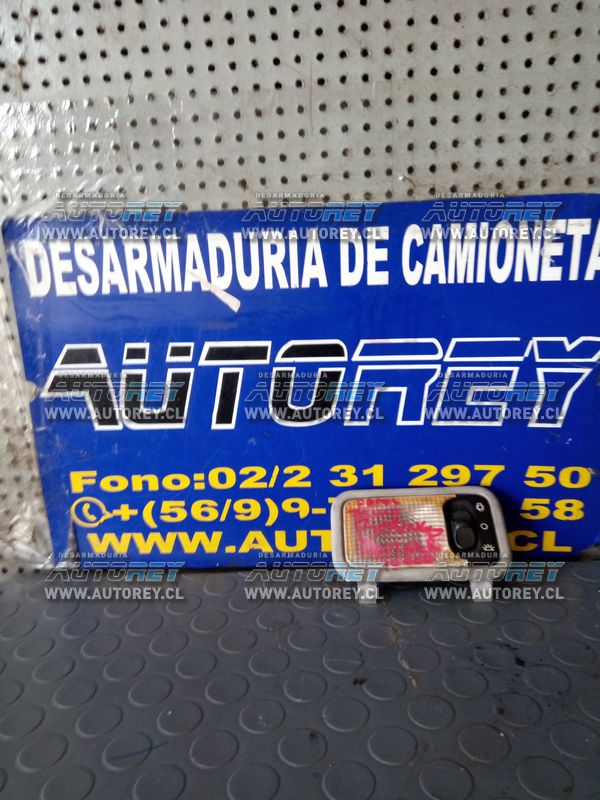 DESARMADURIA DE CAMIONETA
AUTOREY
Fono:02/2 31 297 50
+(56/9)9- 58
WWW.AUT .CL
DESARMADURIA
AUTOREY
WWW.AUTOREY.CL